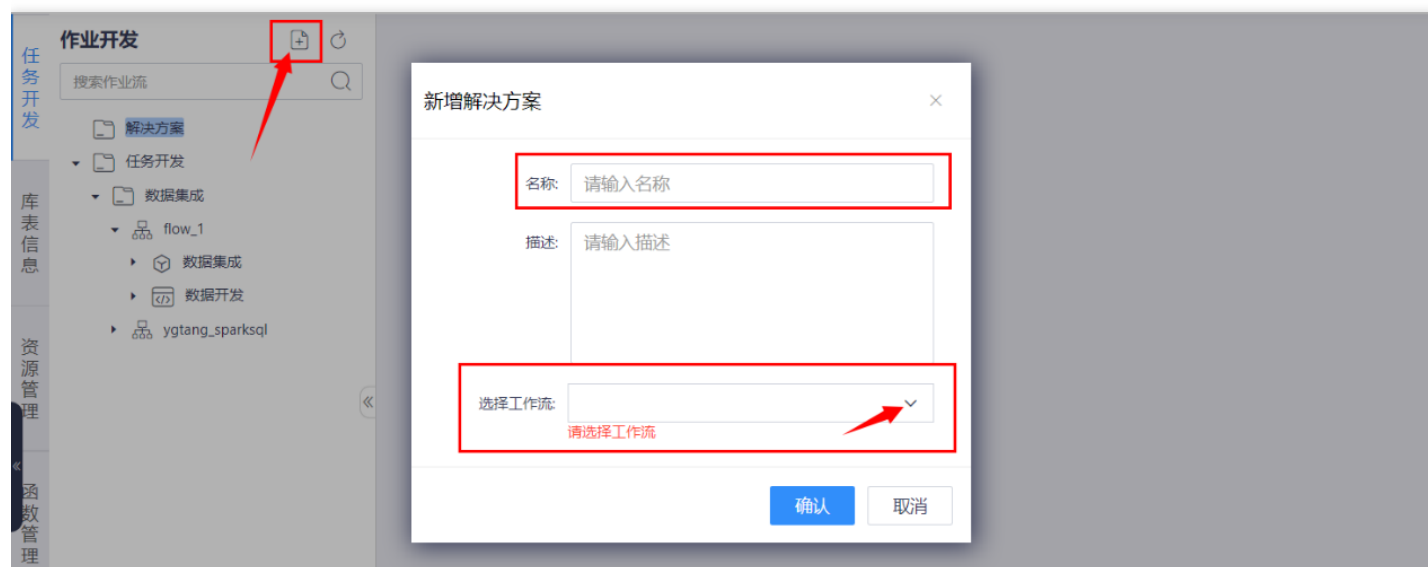 任务开发
库表信息
资源管理
函数管理
作业开发
搜索作业流
解决方案
任务开发
数据集成
flow_1
数据集成
数据开发
ygtang_sparksql
新增解决方案
名称: 请输入名称
描述: 请输入描述
选择工作流:
请选择工作流
确认 取消